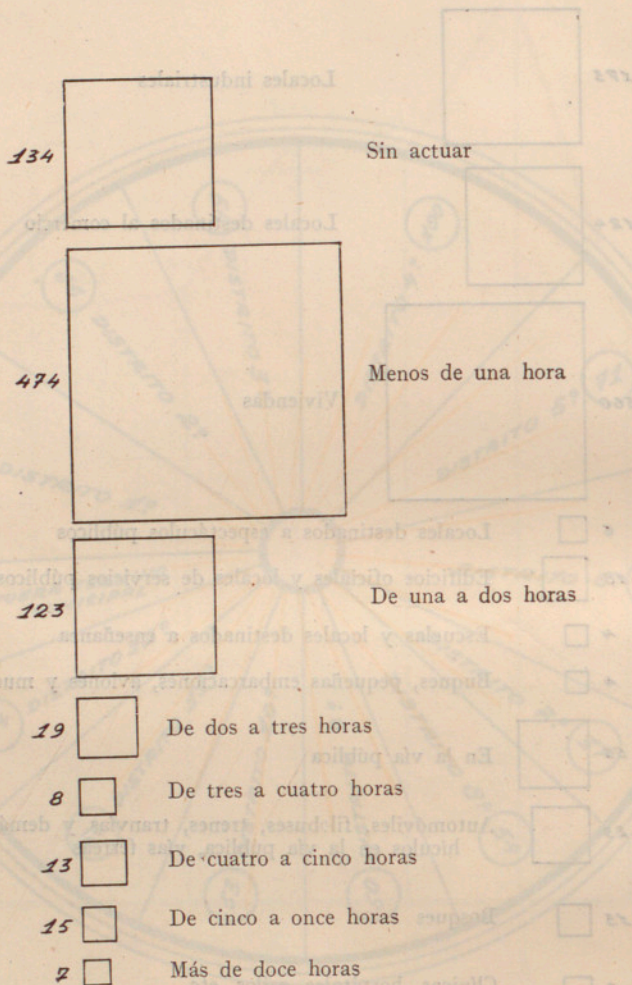 134 Sin actuar
474 Menos de una hora
123 De una a dos horas
19 De dos a tres horas
8 De tres a cuatro horas
13 De cuatro a cinco horas
15 De cinco a once horas
7 Más de doce horas